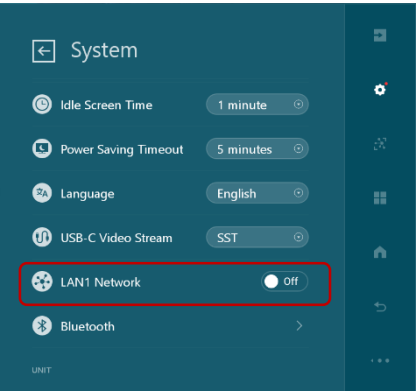 System
Idle Screen Time 1 minute
Power Saving Timeout 5 minutes
Language English
USB-C Video Stream SST
LAN1 Network Off
Bluetooth
UNIT